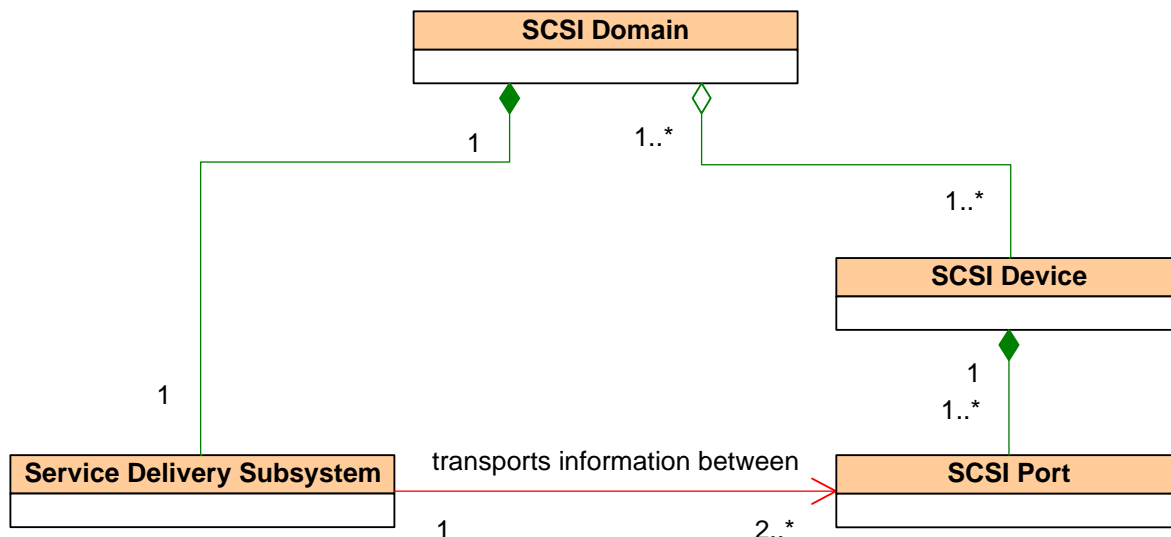 SCSI Domain
1
1..*
1..*
SCSI Device
1
1..*
1
Service Delivery Subsystem
transports information between
SCSI Port
1
2..*